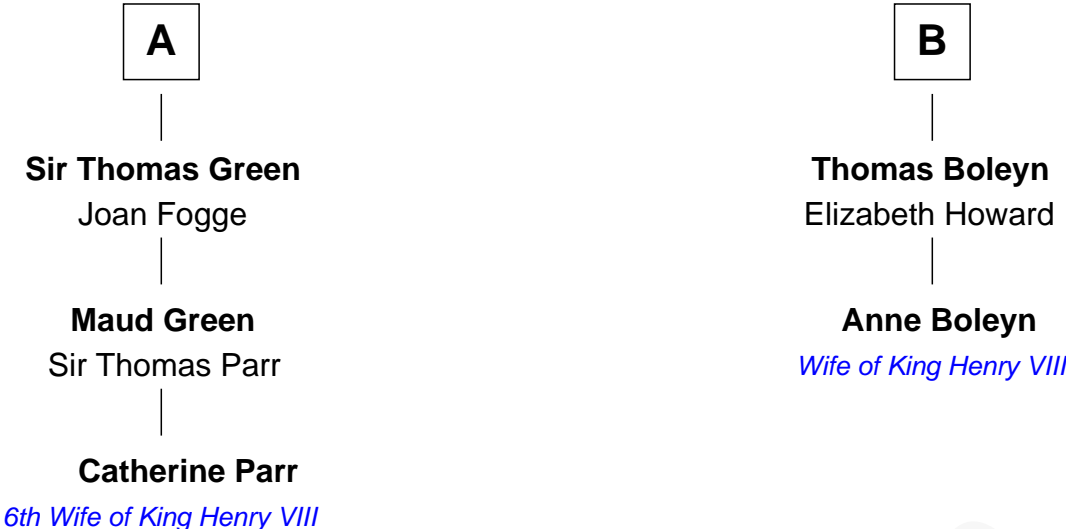 A
Sir Thomas Green
Joan Fogge
Maud Green
Sir Thomas Parr
Catherine Parr
6th Wife of King Henry VIII
B
Thomas Boleyn
Elizabeth Howard
Anne Boleyn
Wife of King Henry VIII